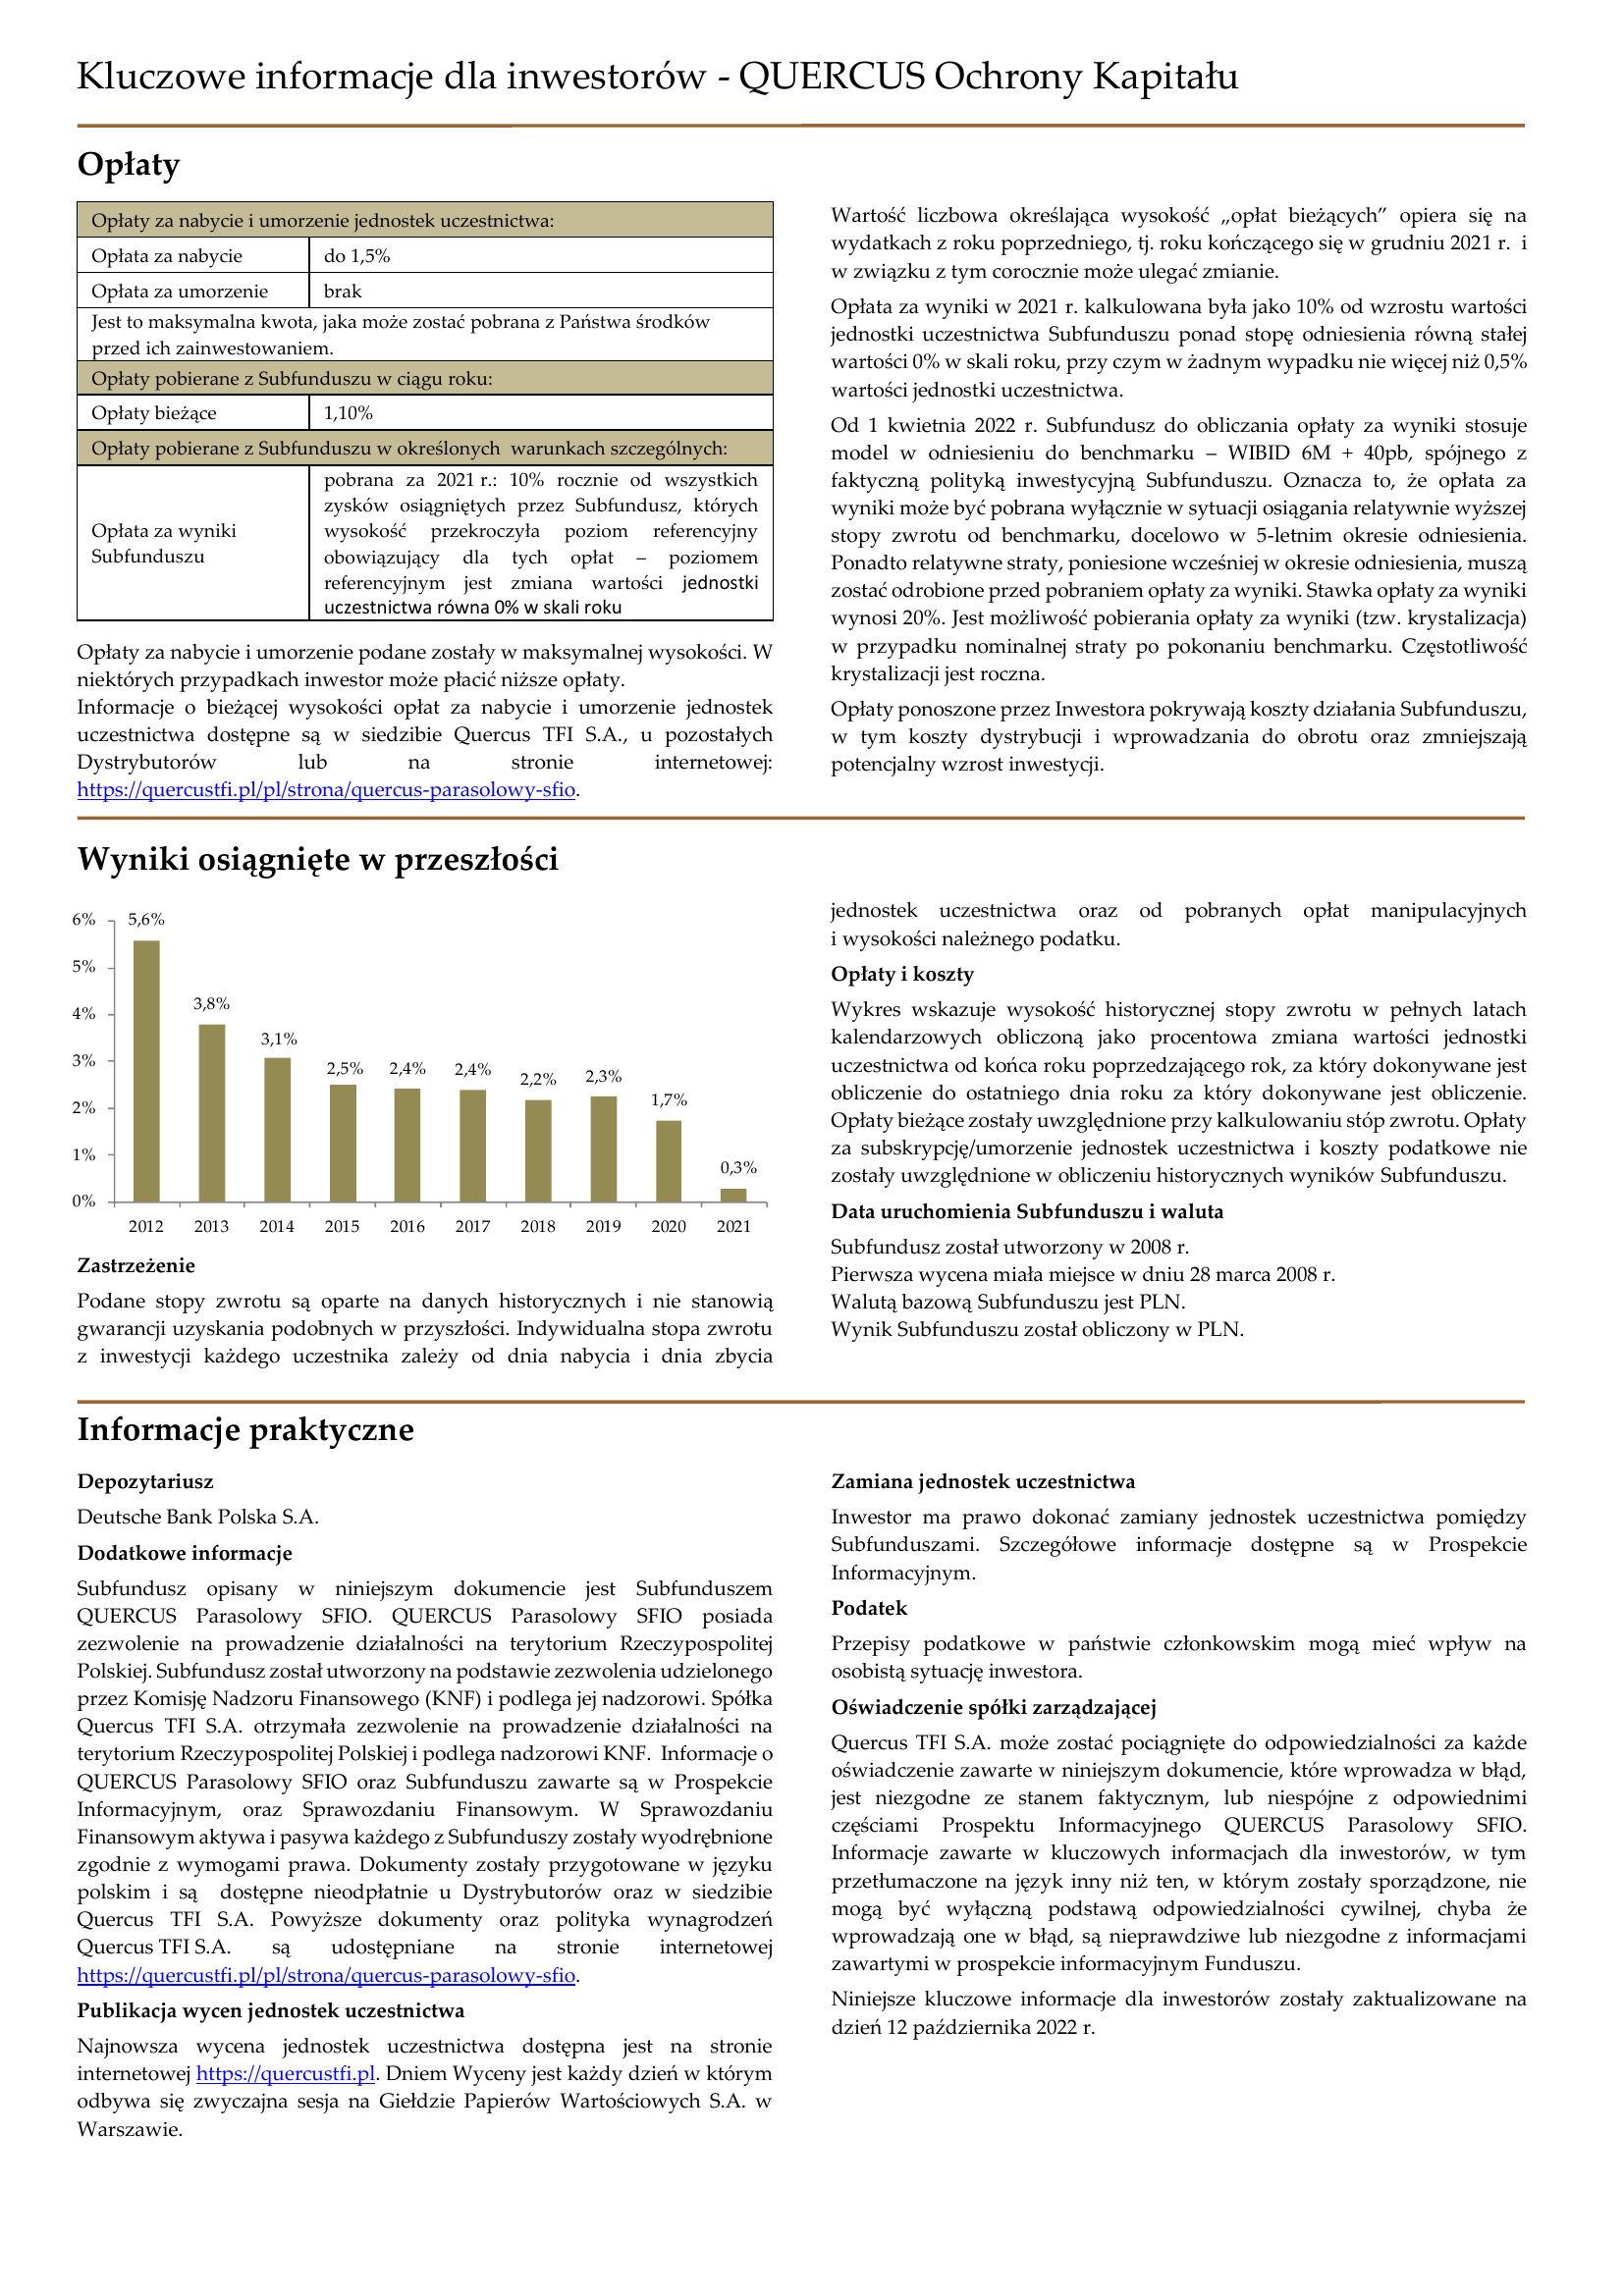 Kluczowe informacje dla inwestorów - QUERCUS Ochrony Kapitału
Opłaty
Opłaty za nabycie i umorzenie jednostek uczestnictwa:
Opłata za nabycie do 1,5%
Opłata za umorzenie brak
Jest to maksymalna kwota, jaka może zostać pobrana z Państwa środków
przed ich zainwestowaniem.
Opłaty pobierane z Subfunduszu w ciągu roku:
Opłaty bieżące 1,10%
Opłaty pobierane z Subfunduszu w określonych warunkach szczególnych:
Opłata za wyniki
Subfunduszu
pobrana za 2021 r.: 10% rocznie od wszystkich
zysków osiągniętych przez Subfundusz, których
wysokość przekroczyła poziom referencyjny
obowiązujący dla tych opłat – poziomem
referencyjnym jest zmiana wartości jednostki
uczestnictwa równa 0% w skali roku
Opłaty za nabycie i umorzenie podane zostały w maksymalnej wysokości. W
niektórych przypadkach inwestor może płacić niższe opłaty.
Informacje o bieżącej wysokości opłat za nabycie i umorzenie jednostek
uczestnictwa dostępne są w siedzibie Quercus TFI S.A., u pozostałych
Dystrybutorów lub na stronie internetowej:
https://quercustfi.pl/pl/strona/quercus-parasolowy-sfio.
Wartość liczbowa określająca wysokość „opłat bieżących” opiera się na
wydatkach z roku poprzedniego, tj. roku kończącego się w grudniu 2021 r. i
w związku z tym corocznie może ulegać zmianie.
Opłata za wyniki w 2021 r. kalkulowana była jako 10% od wzrostu wartości
jednostki uczestnictwa Subfunduszu ponad stopę odniesienia równą stałej
wartości 0% w skali roku, przy czym w żadnym wypadku nie więcej niż 0,5%
wartości jednostki uczestnictwa.
Od 1 kwietnia 2022 r. Subfundusz do obliczania opłaty za wyniki stosuje
model w odniesieniu do benchmarku – WIBID 6M + 40pb, spójnego z
faktyczną polityką inwestycyjną Subfunduszu. Oznacza to, że opłata za
wyniki może być pobrana wyłącznie w sytuacji osiągania relatywnie wyższej
stopy zwrotu od benchmarku, docelowo w 5-letnim okresie odniesienia.
Ponadto relatywne straty, poniesione wcześniej w okresie odniesienia, muszą
zostać odrobione przed pobraniem opłaty za wyniki. Stawka opłaty za wyniki
wynosi 20%. Jest możliwość pobierania opłaty za wyniki (tzw. krystalizacja)
w przypadku nominalnej straty po pokonaniu benchmarku. Częstotliwość
krystalizacji jest roczna.
Opłaty ponoszone przez Inwestora pokrywają koszty działania Subfunduszu,
w tym koszty dystrybucji i wprowadzania do obrotu oraz zmniejszają
potencjalny wzrost inwestycji.
Wyniki osiągnięte w przeszłości
6%
5%
4%
3%
2%
1%
0%
5,6%
3,8%
3,1%
2,5%
2,4%
2,4%
2,2%
2,3%
1,7%
0,3%
2012 2013 2014 2015 2016 2017 2018 2019 2020 2021
Zastrzeżenie
Podane stopy zwrotu są oparte na danych historycznych i nie stanowią
gwarancji uzyskania podobnych w przyszłości. Indywidualna stopa zwrotu
z inwestycji każdego uczestnika zależy od dnia nabycia i dnia zbycia
jednostek uczestnictwa oraz od pobranych opłat manipulacyjnych
i wysokości należnego podatku.
Opłaty i koszty
Wykres wskazuje wysokość historycznej stopy zwrotu w pełnych latach
kalendarzowych obliczoną jako procentowa zmiana wartości jednostki
uczestnictwa od końca roku poprzedzającego rok, za który dokonywane jest
obliczenie do ostatniego dnia roku za który dokonywane jest obliczenie.
Opłaty bieżące zostały uwzględnione przy kalkulowaniu stóp zwrotu. Opłaty
za subskrypcję/umorzenie jednostek uczestnictwa i koszty podatkowe nie
zostały uwzględnione w obliczeniu historycznych wyników Subfunduszu.
Data uruchomienia Subfunduszu i waluta
Subfundusz został utworzony w 2008 r.
Pierwsza wycena miała miejsce w dniu 28 marca 2008 r.
Walutą bazową Subfunduszu jest PLN.
Wynik Subfunduszu został obliczony w PLN.
Informacje praktyczne
Depozytariusz
Deutsche Bank Polska S.A.
Dodatkowe informacje
Subfundusz opisany w niniejszym dokumencie jest Subfunduszem
QUERCUS Parasolowy SFIO. QUERCUS Parasolowy SFIO posiada
zezwolenie na prowadzenie działalności na terytorium Rzeczypospolitej
Polskiej. Subfundusz został utworzony na podstawie zezwolenia udzielonego
przez Komisję Nadzoru Finansowego (KNF) i podlega jej nadzorowi. Spółka
Quercus TFI S.A. otrzymała zezwolenie na prowadzenie działalności na
terytorium Rzeczypospolitej Polskiej i podlega nadzorowi KNF. Informacje o
QUERCUS Parasolowy SFIO oraz Subfunduszu zawarte są w Prospekcie
Informacyjnym, oraz Sprawozdaniu Finansowym. W Sprawozdaniu
Finansowym aktywa i pasywa każdego z Subfunduszy zostały wyodrębnione
zgodnie z wymogami prawa. Dokumenty zostały przygotowane w języku
polskim i są dostępne nieodpłatnie u Dystrybutorów oraz w siedzibie
Quercus TFI S.A. Powyższe dokumenty oraz polityka wynagrodzeń
Quercus TFI S.A. są udostępniane na stronie internetowej
https://quercustfi.pl/pl/strona/quercus-parasolowy-sfio.
Publikacja wycen jednostek uczestnictwa
Najnowsza wycena jednostek uczestnictwa dostępna jest na stronie
internetowej https://quercustfi.pl. Dniem Wyceny jest każdy dzień w którym
odbywa się zwyczajna sesja na Giełdzie Papierów Wartościowych S.A. w
Warszawie.
Zamiana jednostek uczestnictwa
Inwestor ma prawo dokonać zamiany jednostek uczestnictwa pomiędzy
Subfunduszami. Szczegółowe informacje dostępne są w Prospekcie
Informacyjnym.
Podatek
Przepisy podatkowe w państwie członkowskim mogą mieć wpływ na
osobistą sytuację inwestora.
Oświadczenie spółki zarządzającej
Quercus TFI S.A. może zostać pociągnięte do odpowiedzialności za każde
oświadczenie zawarte w niniejszym dokumencie, które wprowadza w błąd,
jest niezgodne ze stanem faktycznym, lub niespójne z odpowiednimi
częściami Prospektu Informacyjnego QUERCUS Parasolowy SFIO.
Informacje zawarte w kluczowych informacjach dla inwestorów, w tym
przetłumaczone na język inny niż ten, w którym zostały sporządzone, nie
mogą być wyłączną podstawą odpowiedzialności cywilnej, chyba że
wprowadzają one w błąd, są nieprawdziwe lub niezgodne z informacjami
zawartymi w prospekcie informacyjnym Funduszu.
Niniejsze kluczowe informacje dla inwestorów zostały zaktualizowane na
dzień 12 października 2022 r.